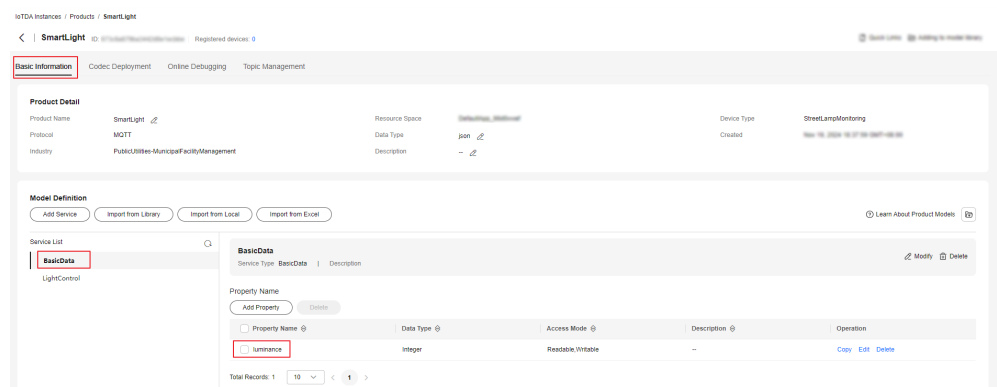 IoTDA Instances / Products / SmartLight
SmartLight ID: Registered devices: 0
Basic Information Codec Deployment Online Debugging Topic Management
Product Detail
Product Name SmartLight Resource Space Device Type StreetLampMonitoring
Protocol MQTT Data Type json Created
Industry PublicUtilities-MunicipalFacilityManagement Description --
Model Definition
Add Service Import from Library Import from Local Import from Excel Learn About Product Models
Service List
BasicData
LightControl
BasicData
Service Type BasicData | Description
Modify Delete
Property Name
Add Property Delete
Property Name Data Type Access Mode Description Operation
luminance Integer Readable,Writable -- Copy Edit Delete
Total Records: 1 10 < 1 >